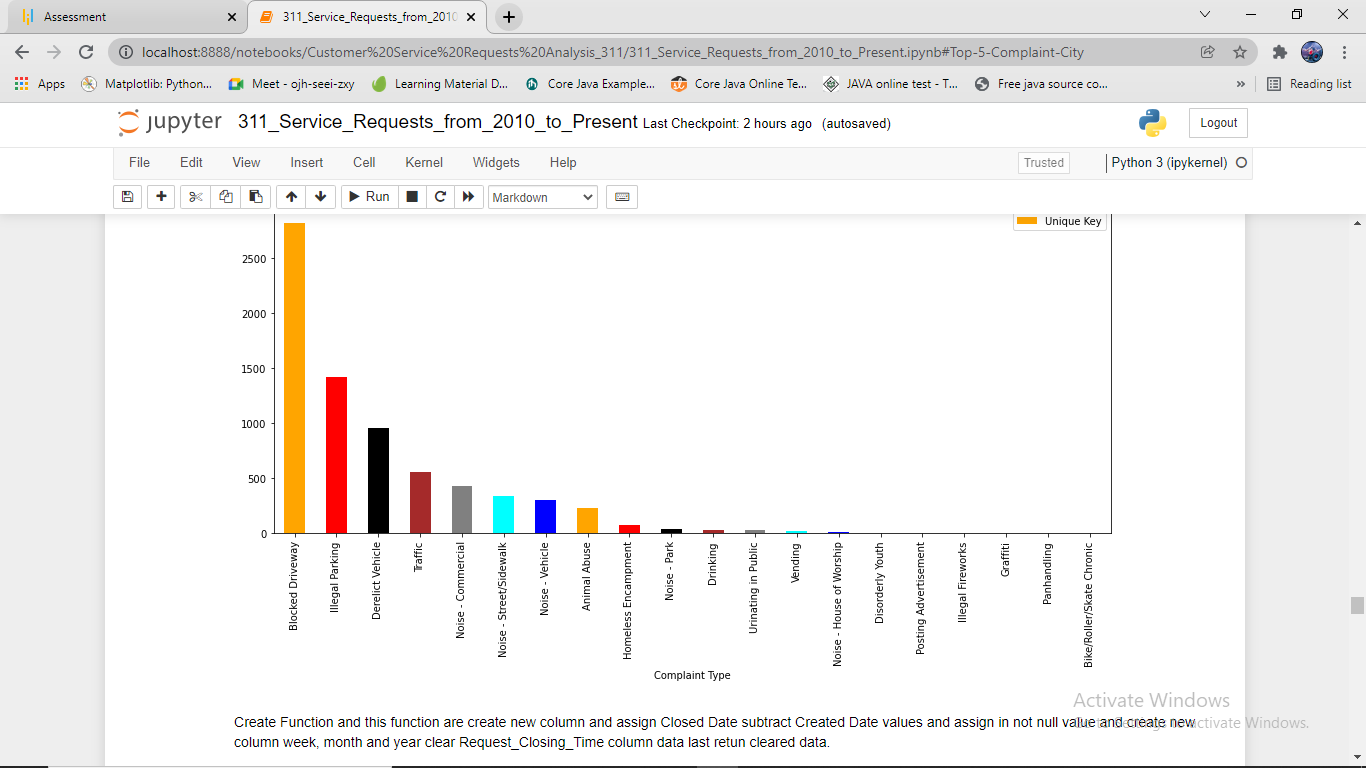 Assessment
311_Service_Requests_from_2010
localhost:8888/notebooks/Customer%20Service%20Requests%20Analysis_311/311_Service_Requests_from_2010_to_Present.ipynb#Top-5-Complaint-City
Apps Matplotlib: Python... Meet - ojh-seei-zxy Learning Material D... Core Java Example... Core Java Online Te... JAVA online test - T... Free java source co... » Reading list
jupyter 311_Service_Requests_from_2010_to_Present Last Checkpoint: 2 hours ago (autosaved) Logout
File Edit View Insert Cell Kernel Widgets Help Trusted Python 3 (ipykernel)
Run Markdown
Unique Key
2500
2000
1500
1000
500
0
Blocked Driveway
Illegal Parking
Derelict Vehicle
Traffic
Noise - Commercial
Noise - Street/Sidewalk
Noise - Vehicle
Animal Abuse
Homeless Encampment
Noise - Park
Drinking
Urinating in Public
Vending
Noise - House of Worship
Disorderly Youth
Posting Advertisement
Illegal Fireworks
Graffiti
Panhandling
Bike/Roller/Skate Chronic
Complaint Type
Activate Windows
Go to Settings to activate Windows.
Create Function and this function are create new column and assign Closed Date subtract Created Date values and assign in not null value and create new
column week, month and year clear Request_Closing_Time column data last retun cleared data.